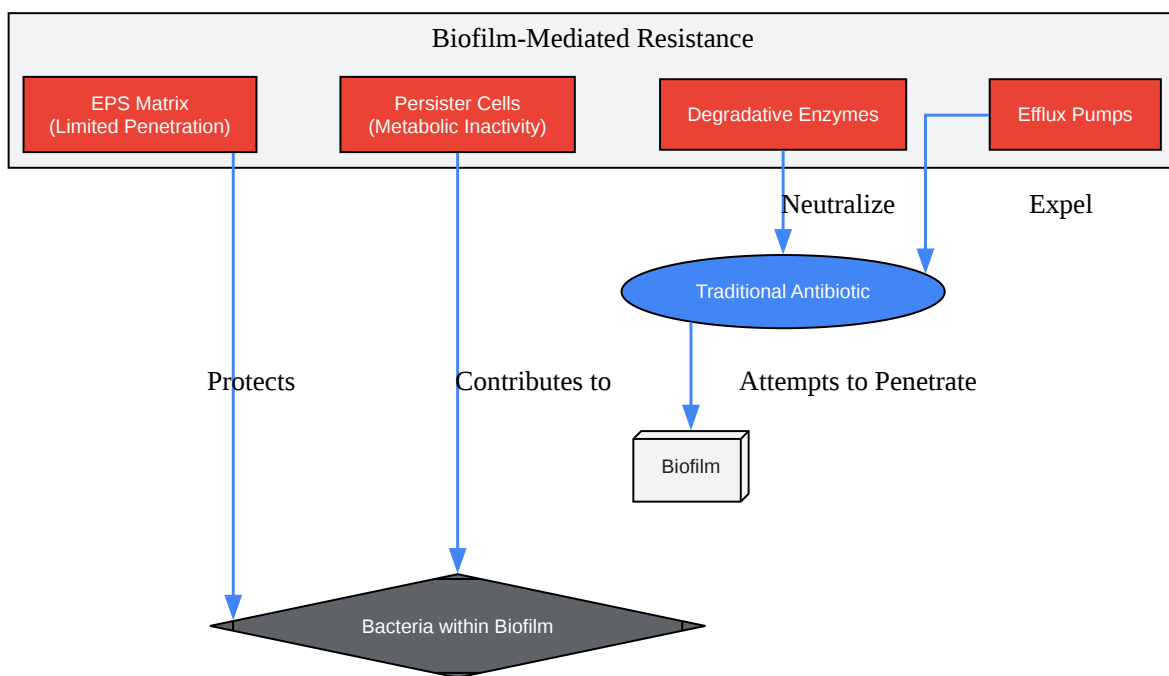 Biofilm-Mediated Resistance
EPS Matrix
(Limited Penetration)
Persister Cells
(Metabolic Inactivity)
Degradative Enzymes
Efflux Pumps
Neutralize
Expel
Traditional Antibiotic
Protects
Contributes to
Attempts to Penetrate
Biofilm
Bacteria within Biofilm